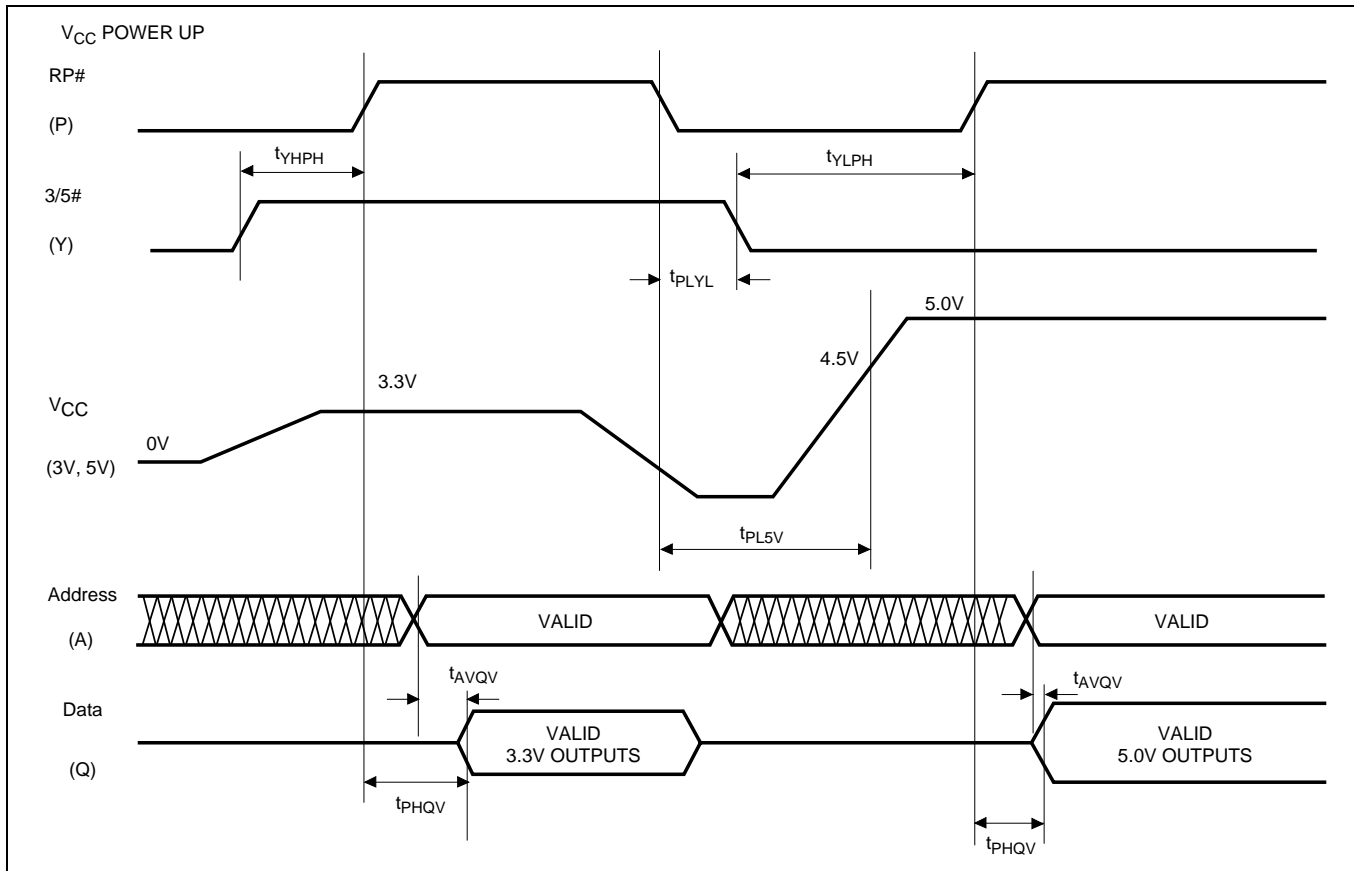 VCC POWER UP
RP#
(P)
tYHPH
tYLPH
3/5#
(Y)
tPLYL
5.0V
4.5V
3.3V
VCC
0V
(3V, 5V)
tPL5V
Address
(A)
VALID
VALID
tAVQV
tAVQV
Data
(Q)
VALID
3.3V OUTPUTS
VALID
5.0V OUTPUTS
tPHQV
tPHQV